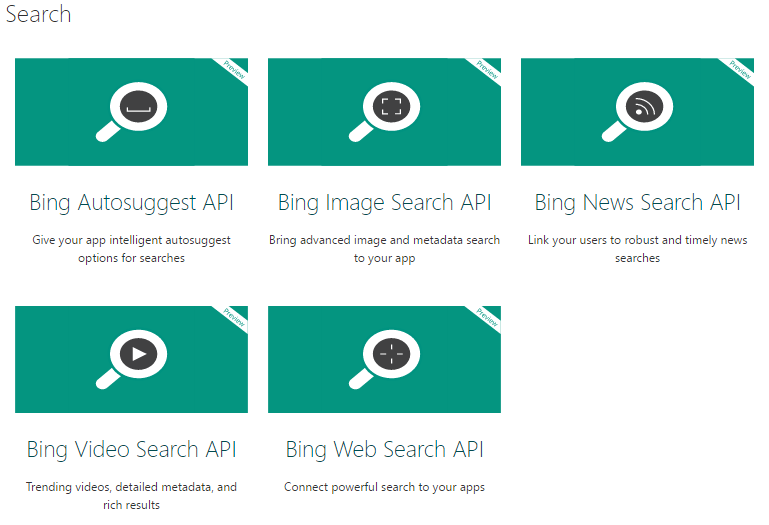 Search
Preview
Preview
Preview
Bing Autosuggest API
Give your app intelligent autosuggest
options for searches
Bing Image Search API
Bring advanced image and metadata search
to your app
Bing News Search API
Link your users to robust and timely news
searches
Preview
Preview
Bing Video Search API
Trending videos, detailed metadata, and
rich results
Bing Web Search API
Connect powerful search to your apps